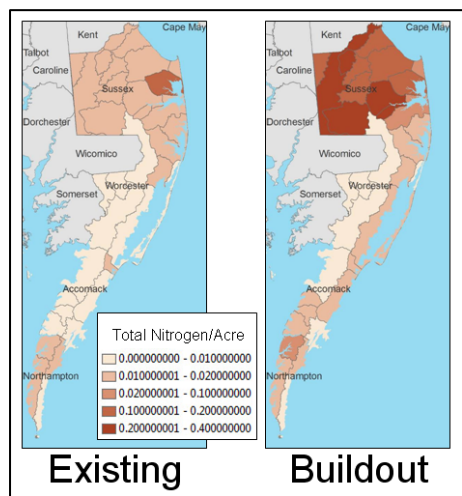 Cape May
Kent
Talbot
Caroline
Sussex
Dorchester
Wicomico
Worcester
Somerset
Accomack
Northampton
Cape May
Kent
Talbot
Caroline
Sussex
Dorchester
Wicomico
Worcester
Somerset
Accomack
Northampton
Total Nitrogen/Acre
0.000000000 - 0.010000000
0.010000001 - 0.020000000
0.020000001 - 0.100000000
0.100000001 - 0.200000000
0.200000001 - 0.400000000
Existing
Buildout